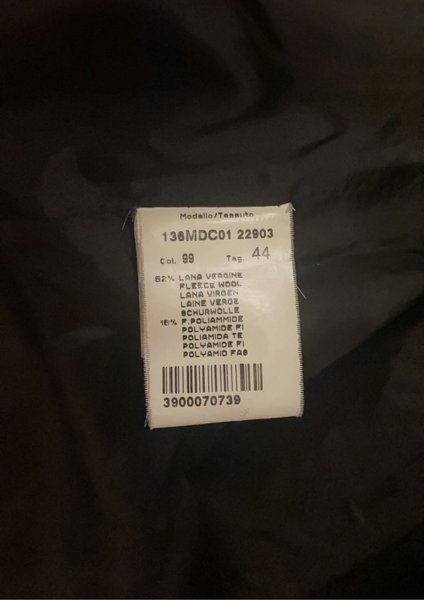 Modello/Tessuto
136MDC01 22903
Col. 99 Tag. 44
82% LANA VERGINE
FLEECE WOOL
LANA VIRGEN
LAINE VERGE
SCHURWOLLE
18% F.POLIAMMIDE
POLYAMIDE FI
POLIAMIDA TE
POLYAMIDE FI
POLYAMID FAS
3900070739